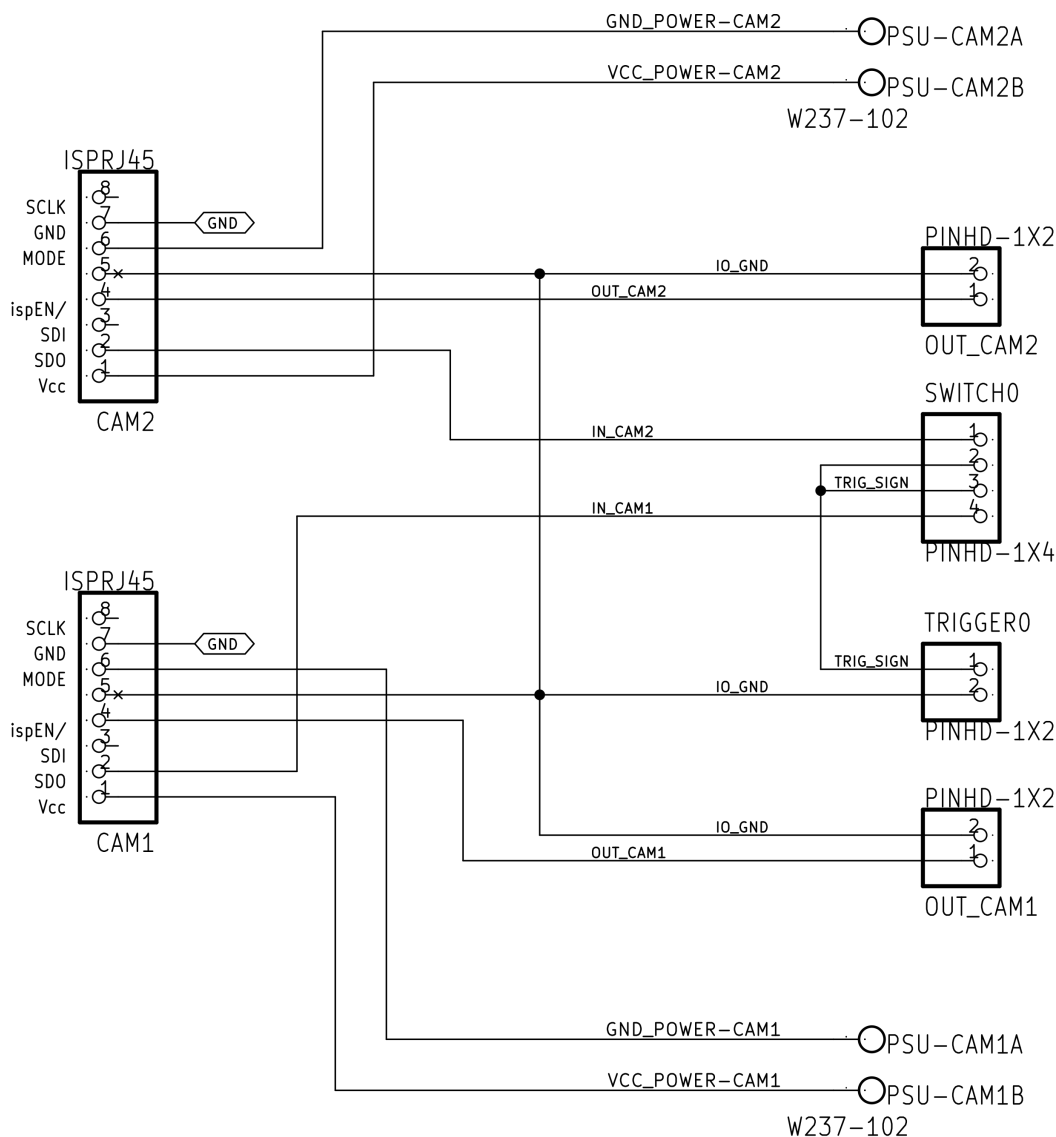 GND_POWER-CAM2
PSU-CAM2A
VCC_POWER-CAM2
PSU-CAM2B
W237-102
ISPRJ45
8
SCLK
7
GND
GND
6
MODE
5
4
ispEN/
3
SDI
2
SDO
1
Vcc
CAM2
PINHD-1X2
IO_GND
2
OUT_CAM2
1
OUT_CAM2
SWITCH0
IN_CAM2
1
2
TRIG_SIGN
3
IN_CAM1
4
PINHD-1X4
ISPRJ45
8
SCLK
7
GND
GND
6
MODE
5
4
ispEN/
3
SDI
2
SDO
1
Vcc
CAM1
TRIGGER0
TRIG_SIGN
1
IO_GND
2
PINHD-1X2
PINHD-1X2
IO_GND
2
OUT_CAM1
1
OUT_CAM1
GND_POWER-CAM1
PSU-CAM1A
VCC_POWER-CAM1
PSU-CAM1B
W237-102